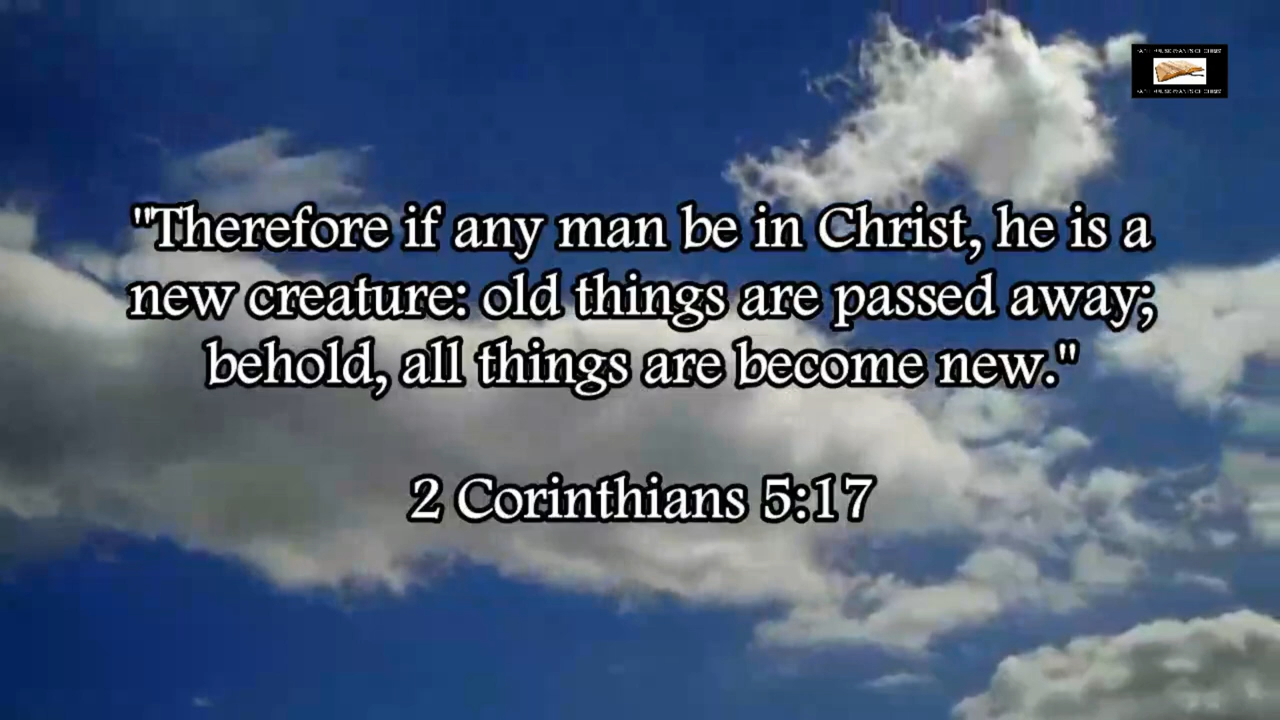 "Therefore if any man be in Christ, he is a
new creature: old things are passed away;
behold, all things are become new."
2 Corinthians 5:17